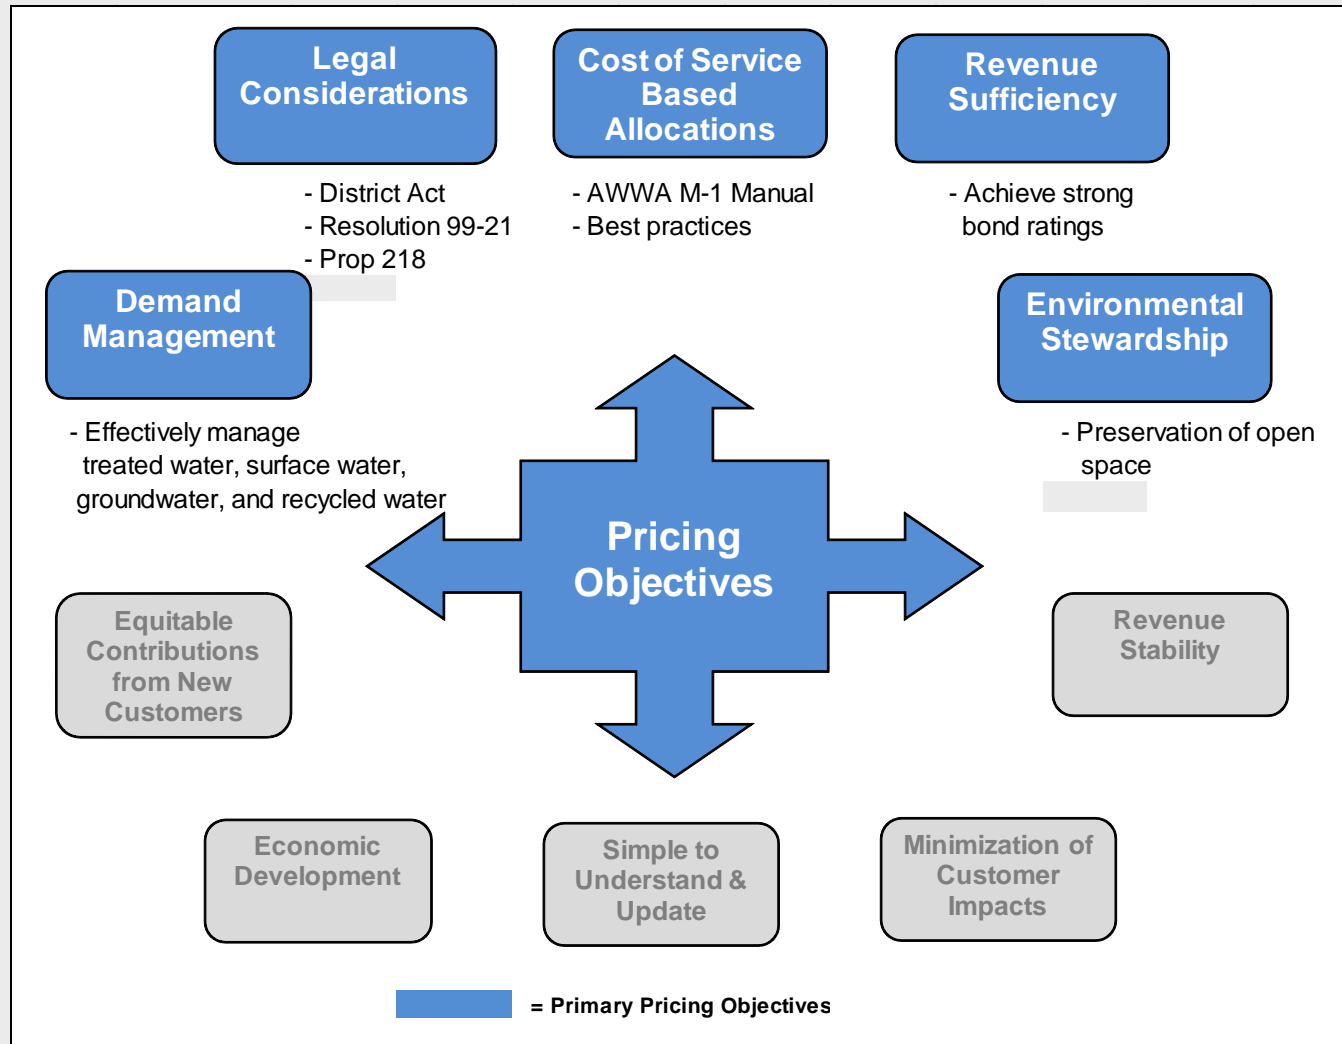 Legal
Considerations
Cost of Service
Based
Allocations
Revenue
Sufficiency
- District Act
- Resolution 99-21
- Prop 218
- AWWA M-1 Manual
- Best practices
- Achieve strong
bond ratings
Demand
Management
Environmental
Stewardship
- Effectively manage
treated water, surface water,
groundwater, and recycled water
- Preservation of open
space
Pricing
Objectives
Equitable
Contributions
from New
Customers
Revenue
Stability
Economic
Development
Simple to
Understand &
Update
Minimization of
Customer
Impacts
= Primary Pricing Objectives